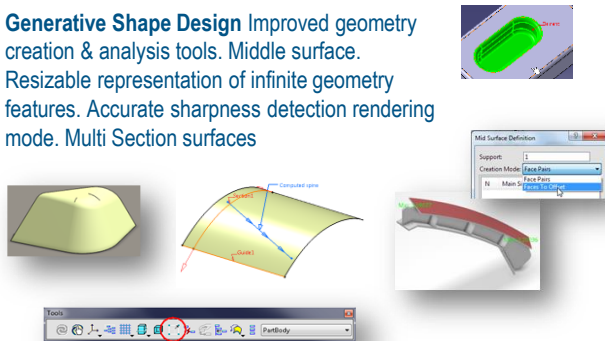 Generative Shape Design Improved geometry
creation & analysis tools. Middle surface.
Resizable representation of infinite geometry
features. Accurate sharpness detection rendering
mode. Multi Section surfaces
Mid Surface Definition
Support: 1
Creation Mode: Face Pairs
Face Pairs
Faces To Offset
N Main
Computed spine
Guide1
Tools
PartBody